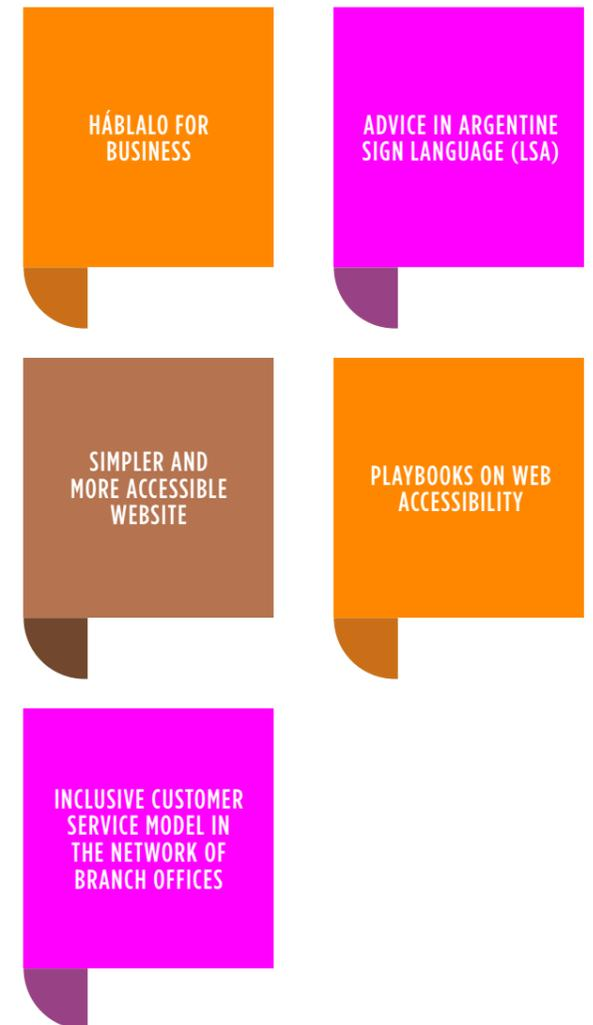 HÁBLALO FOR
BUSINESS
ADVICE IN ARGENTINE
SIGN LANGUAGE (LSA)
SIMPLER AND
MORE ACCESSIBLE
WEBSITE
PLAYBOOKS ON WEB
ACCESSIBILITY
INCLUSIVE CUSTOMER
SERVICE MODEL IN
THE NETWORK OF
BRANCH OFFICES